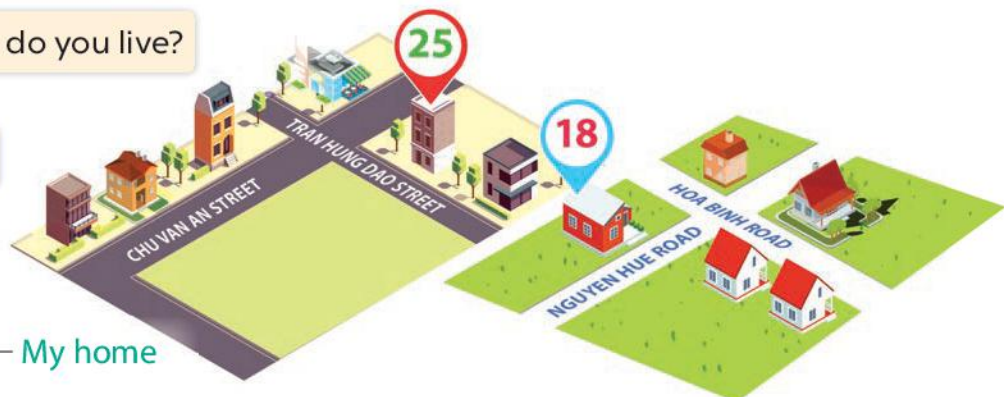 do you live?
25
18
TRAN HUNG DAO STREET
CHU VAN AN STREET
HOA BINH ROAD
NGUYEN HUE ROAD
My home